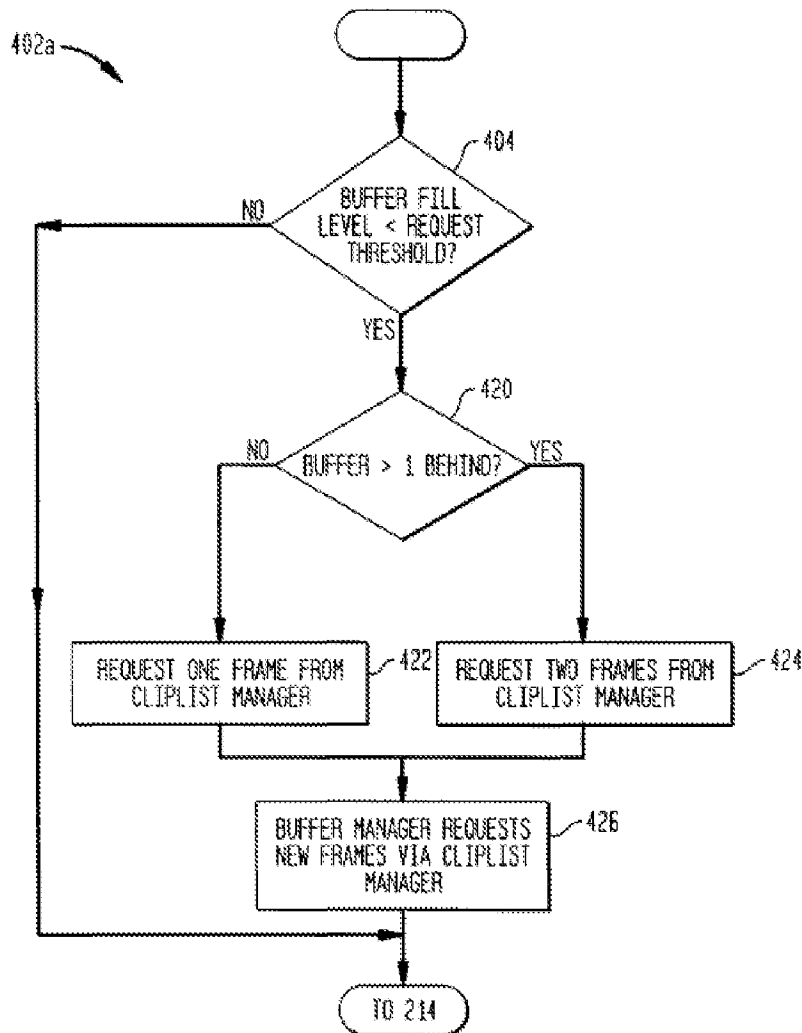 402a
404
BUFFER FILL
LEVEL < REQUEST
THRESHOLD?
NO
YES
420
BUFFER > 1 BEHIND?
NO
YES
REQUEST ONE FRAME FROM
CLIPLIST MANAGER
422
REQUEST TWO FRAMES FROM
CLIPLIST MANAGER
424
BUFFER MANAGER REQUESTS
NEW FRAMES VIA CLIPLIST
MANAGER
426
TO 214